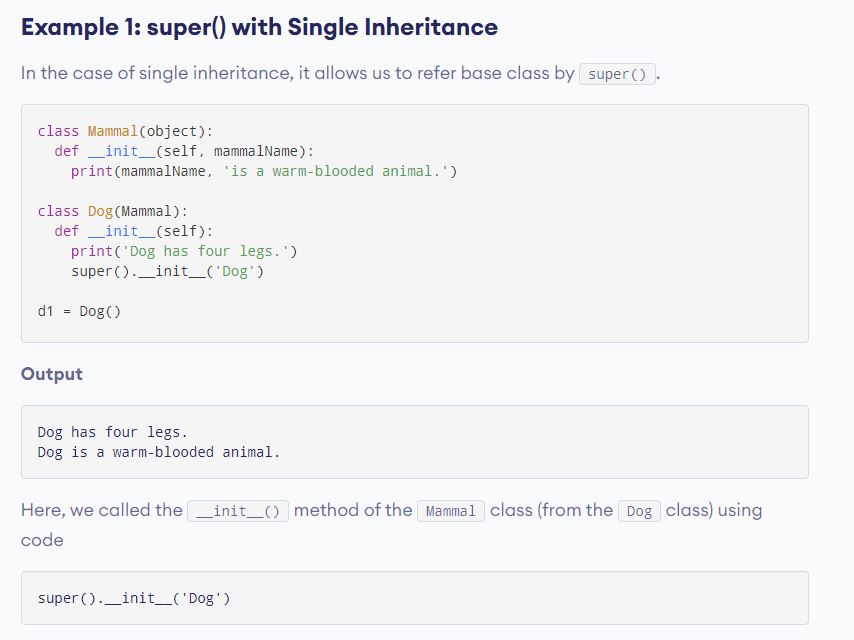 Example 1: super() with Single Inheritance
In the case of single inheritance, it allows us to refer base class by super().
class Mammal(object):
  def __init__(self, mammalName):
    print(mammalName, 'is a warm-blooded animal.')
class Dog(Mammal):
  def __init__(self):
    print('Dog has four legs.')
    super().__init__('Dog')
d1 = Dog()
Output
Dog has four legs.
Dog is a warm-blooded animal.
Here, we called the __init__() method of the Mammal class (from the Dog class) using
code
super().__init__('Dog')